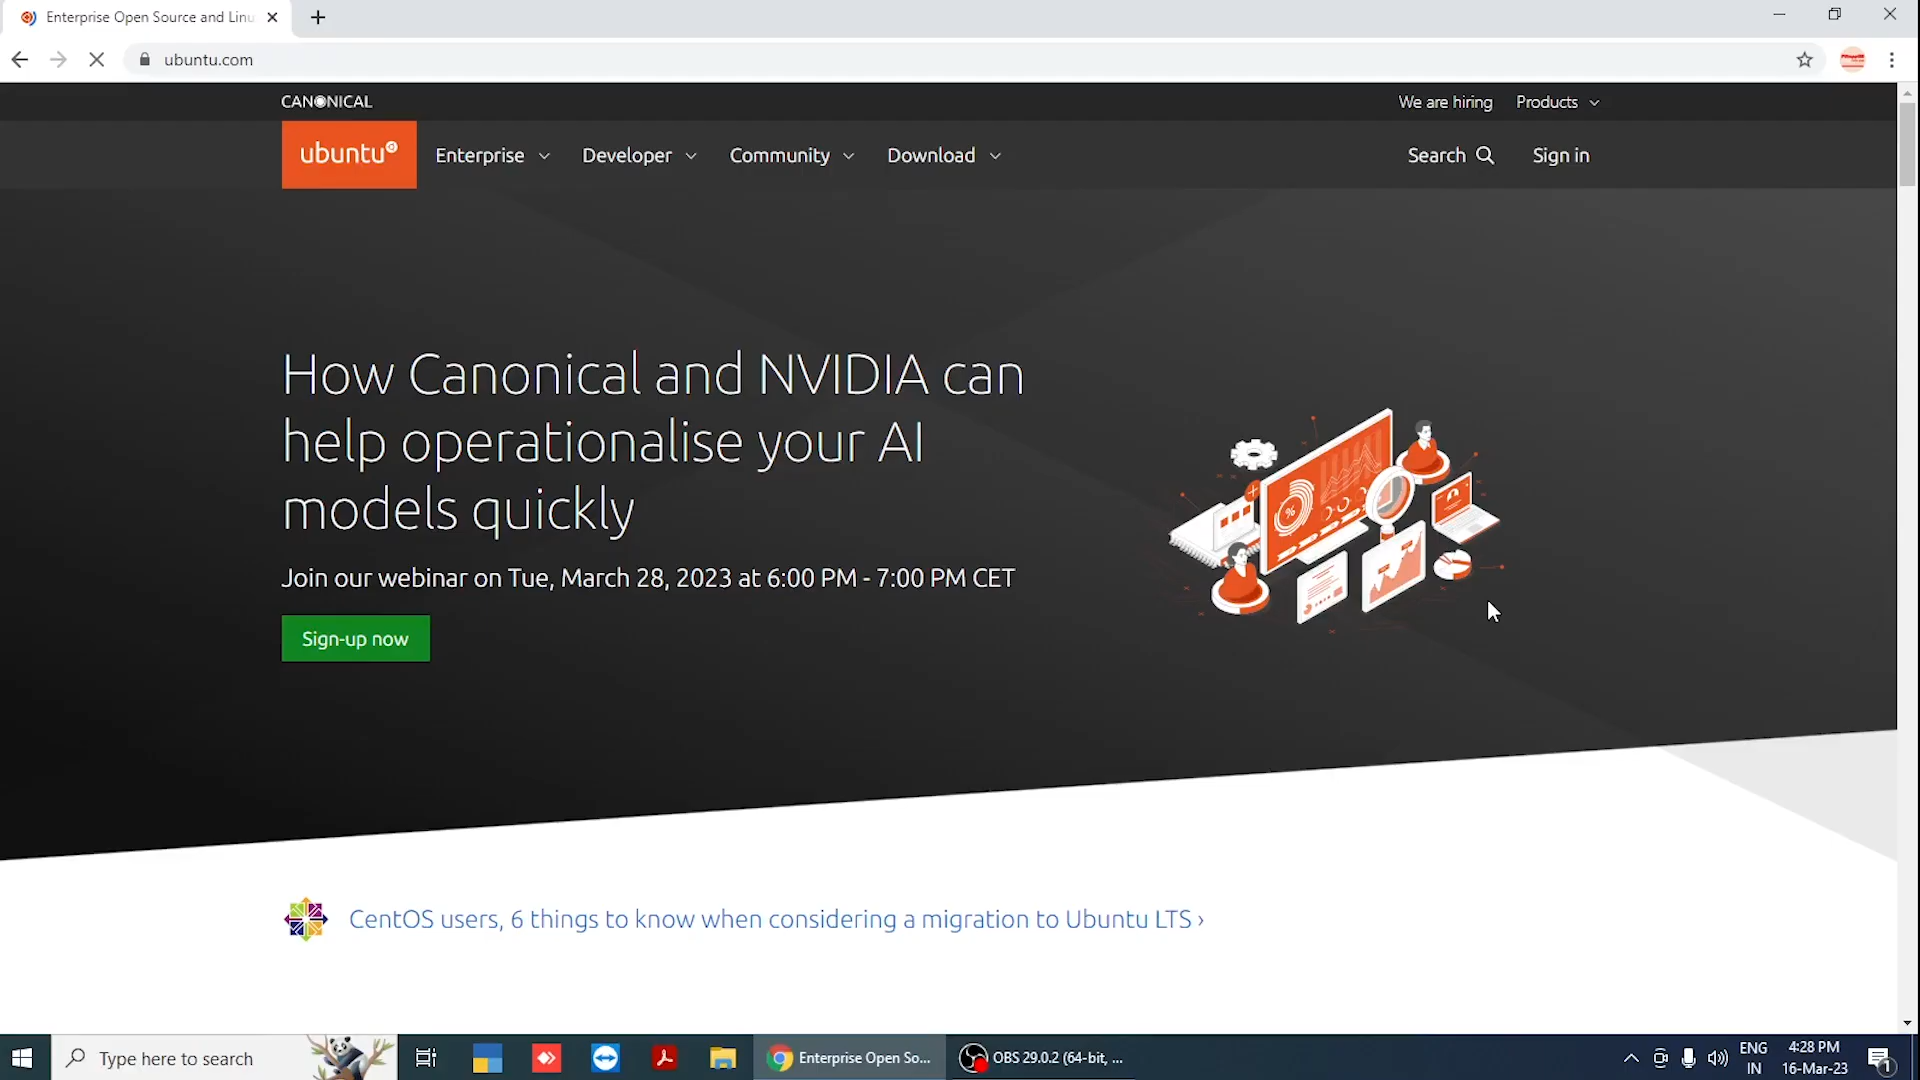 Enterprise Open Source and Linu
ubuntu.com
CANONICAL
We are hiring
Products
ubuntu
Enterprise
Developer
Community
Download
Search
Sign in
How Canonical and NVIDIA can
help operationalise your AI
models quickly
Join our webinar on Tue, March 28, 2023 at 6:00 PM - 7:00 PM CET
Sign-up now
CentOS users, 6 things to know when considering a migration to Ubuntu LTS ›
Type here to search
Enterprise Open So...
OBS 29.0.2 (64-bit, ...
ENG
IN
4:28 PM
16-Mar-23
1